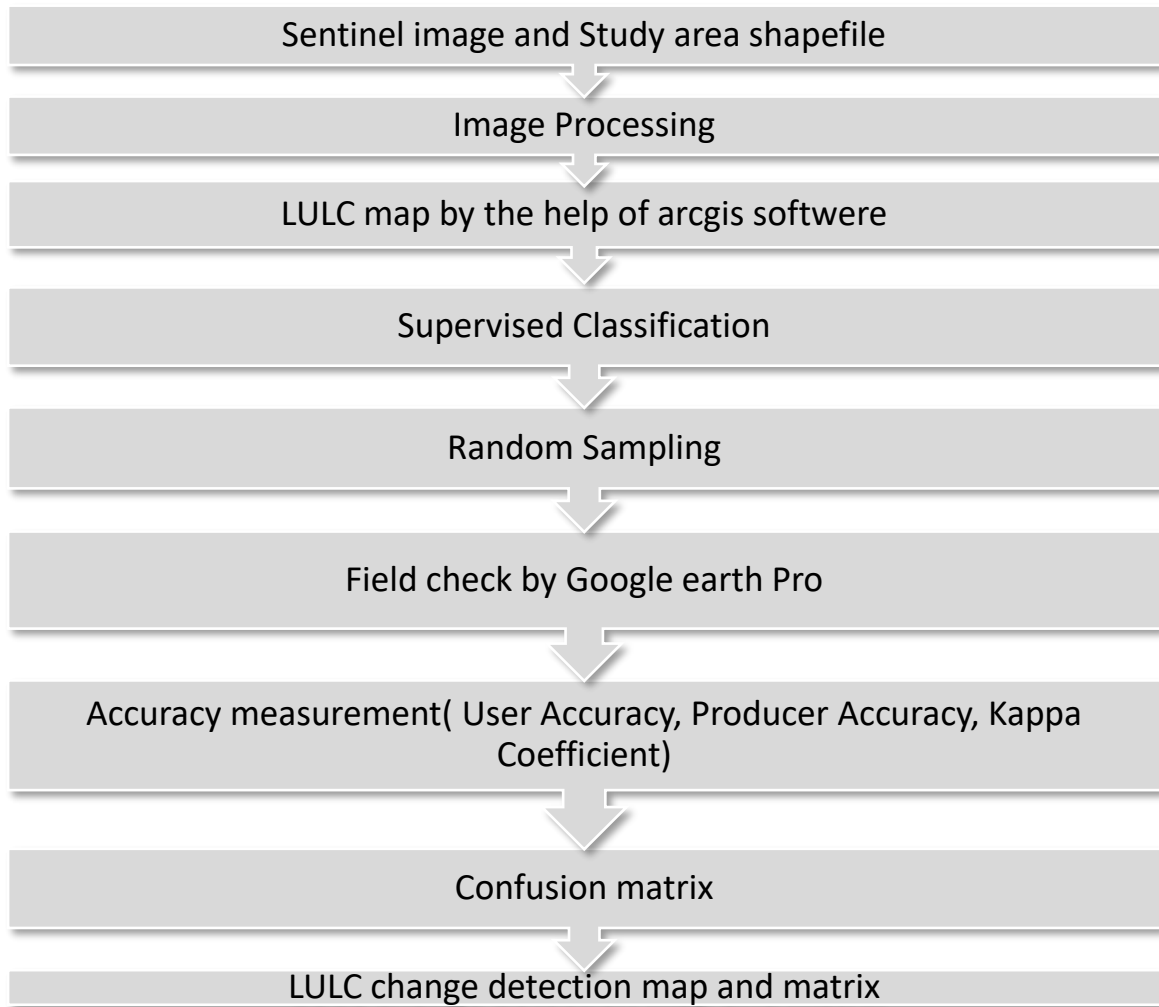 Sentinel image and Study area shapefile
Image Processing
LULC map by the help of arcgis softwere
Supervised Classification
Random Sampling
Field check by Google earth Pro
Accuracy measurement( User Accuracy, Producer Accuracy, Kappa
Coefficient)
Confusion matrix
LULC change detection map and matrix